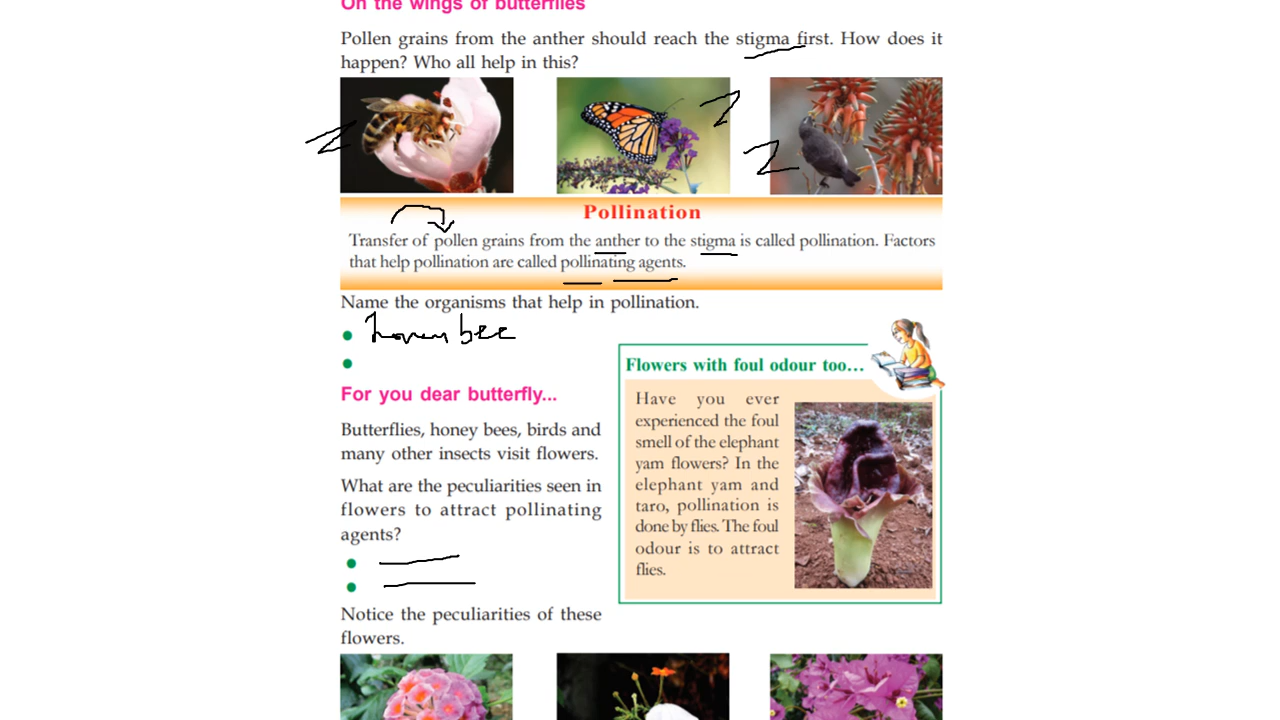 On the wings of butterflies
Pollen grains from the anther should reach the stigma first. How does it
happen? Who all help in this?
Pollination
Transfer of pollen grains from the anther to the stigma is called pollination. Factors
that help pollination are called pollinating agents.
Name the organisms that help in pollination.
bee
For you dear butterfly...
Butterflies, honey bees, birds and
many other insects visit flowers.
What are the peculiarities seen in
flowers to attract pollinating
agents?
Notice the peculiarities of these
flowers.
Flowers with foul odour too...
Have you ever
experienced the foul
smell of the elephant
yam flowers? In the
elephant yam and
taro, pollination is
done by flies. The foul
odour is to attract
flies.